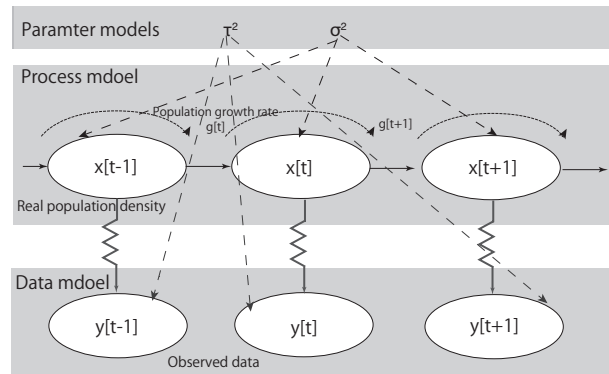 Paramter models
τ² σ²
Process mdoel
Population growth rate
g[t] g[t+1]
x[t-1] x[t] x[t+1]
Real population density
Data mdoel
y[t-1] y[t] y[t+1]
Observed data